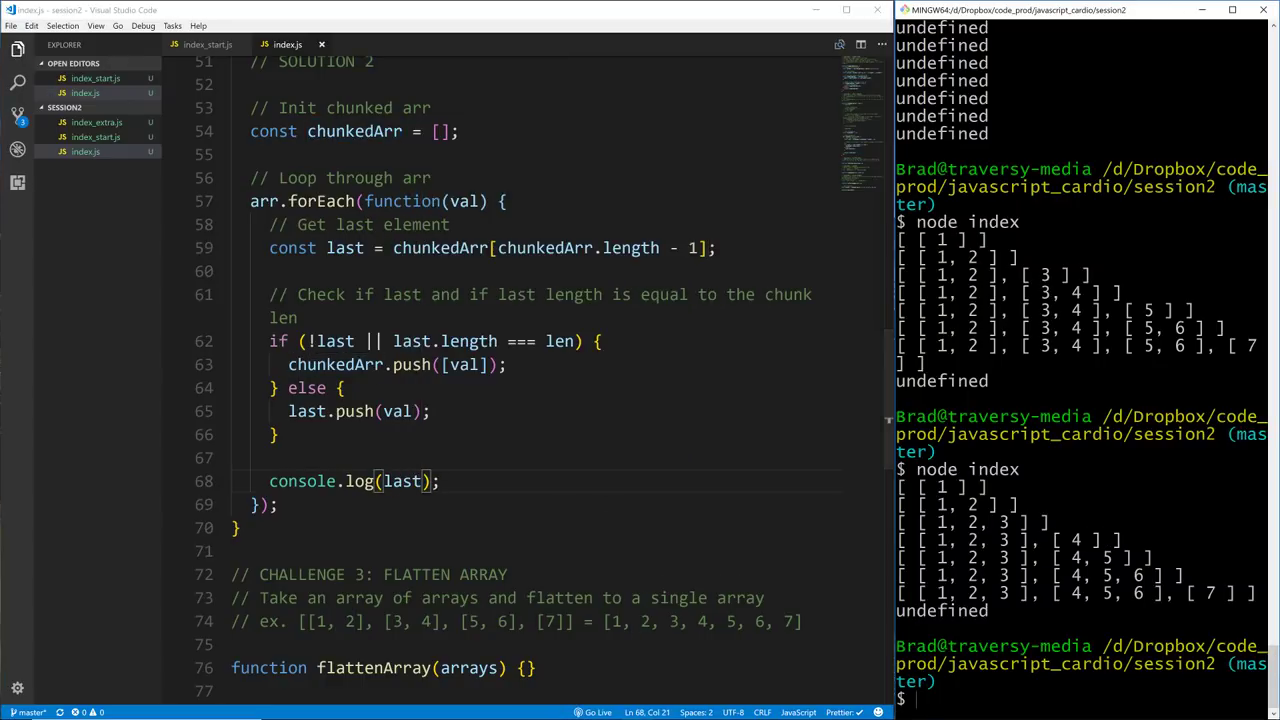 index.js - session2 - Visual Studio Code
File Edit Selection View Go Debug Tasks Help
EXPLORER
OPEN EDITORS
index_start.js U
index.js U
SESSION2
index_extra.js U
index_start.js U
index.js U
index_start.js
index.js
51 // SOLUTION 2
52
53 // Init chunked arr
54 const chunkedArr = [];
55
56 // Loop through arr
57 arr.forEach(function(val) {
58 // Get last element
59 const last = chunkedArr[chunkedArr.length - 1];
60
61 // Check if last and if last length is equal to the chunk
len
62 if (!last || last.length === len) {
63 chunkedArr.push([val]);
64 } else {
65 last.push(val);
66 }
67
68 console.log(last);
69 });
70 }
71
72 // CHALLENGE 3: FLATTEN ARRAY
73 // Take an array of arrays and flatten to a single array
74 // ex: [[1, 2], [3, 4], [5, 6], [7]] = [1, 2, 3, 4, 5, 6, 7]
75
76 function flattenArray(arrays) {}
77
3
master*
0 0
Go Live
Ln 68, Col 21
Spaces: 2
UTF-8
CRLF
JavaScript
Prettier: ✓
MINGW64:/d/Dropbox/code_prod/javascript_cardio/session2
undefined
undefined
undefined
undefined
undefined
undefined
undefined
Brad@traversy-media /d/Dropbox/code_
prod/javascript_cardio/session2 (mas
ter)
$ node index
[ [ 1 ] ]
[ [ 1, 2 ] ]
[ [ 1, 2 ], [ 3 ] ]
[ [ 1, 2 ], [ 3, 4 ] ]
[ [ 1, 2 ], [ 3, 4 ], [ 5 ] ]
[ [ 1, 2 ], [ 3, 4 ], [ 5, 6 ] ]
[ [ 1, 2 ], [ 3, 4 ], [ 5, 6 ], [ 7
] ]
undefined
Brad@traversy-media /d/Dropbox/code_
prod/javascript_cardio/session2 (mas
ter)
$ node index
[ [ 1 ] ]
[ [ 1, 2 ] ]
[ [ 1, 2, 3 ] ]
[ [ 1, 2, 3 ], [ 4 ] ]
[ [ 1, 2, 3 ], [ 4, 5 ] ]
[ [ 1, 2, 3 ], [ 4, 5, 6 ] ]
[ [ 1, 2, 3 ], [ 4, 5, 6 ], [ 7 ] ]
undefined
Brad@traversy-media /d/Dropbox/code_
prod/javascript_cardio/session2 (mas
ter)
$